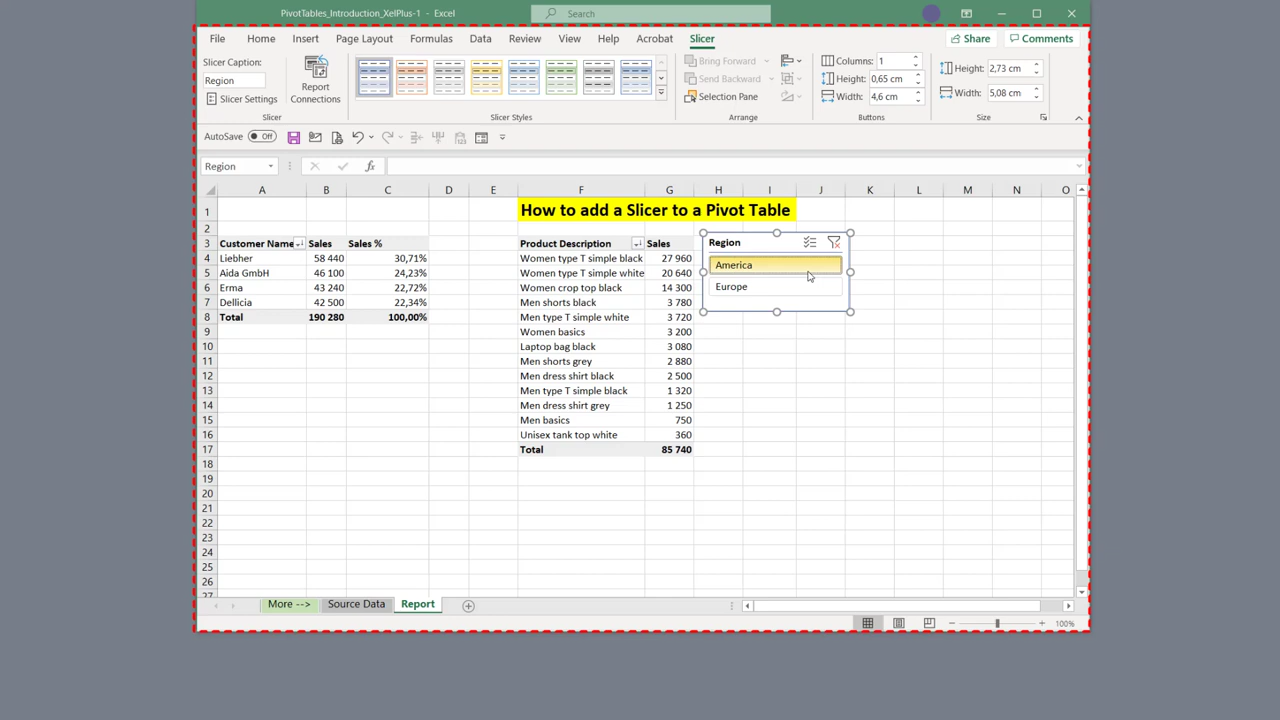 PivotTables_Introduction_XelPlus-1 - Excel
Search
File Home Insert Page Layout Formulas Data Review View Help Acrobat Slicer Share Comments
Slicer Caption:
Region
Slicer Settings
Report
Connections
Slicer
Slicer Styles
Bring Forward
Send Backward
Selection Pane
Arrange
Columns: 1
Height: 0,65 cm
Width: 4.6 cm
Buttons
Height: 2,73 cm
Width: 5,08 cm
Size
AutoSave Off
Region fx
A B C D E F G H I J K L M N O
1 How to add a Slicer to a Pivot Table
2
3 Customer Name Sales Sales % Product Description Sales
4 Liebher 58 440 30,71% Women type T simple black 27 960
5 Aida GmbH 46 100 24,23% Women type T simple white 20 640
6 Erma 43 240 22,72% Women crop top black 14 300
7 Dellicia 42 500 22,34% Men shorts black 3 780
8 Total 190 280 100,00% Men type T simple white 3 720
9 Women basics 3 200
10 Laptop bag black 3 080
11 Men shorts grey 2 880
12 Men dress shirt black 2 500
13 Men type T simple black 1 320
14 Men dress shirt grey 1 250
15 Men basics 750
16 Unisex tank top white 360
17 Total 85 740
18
19
20
21
22
23
24
25
26
27
Region
America
Europe
More --> Source Data Report
100%